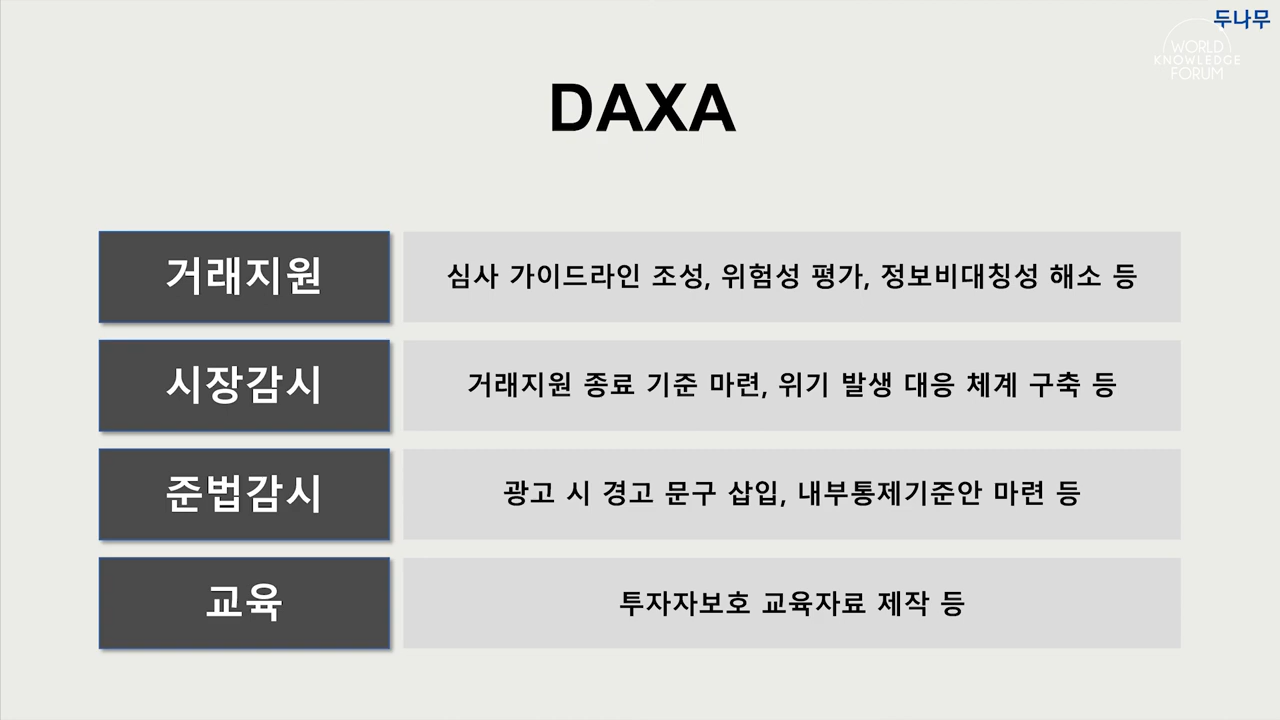 두나무
WORLD
KNOWLEDGE
FORUM
DAXA
거래지원
심사 가이드라인 조성, 위험성 평가, 정보비대칭성 해소 등
시장감시
거래지원 종료 기준 마련, 위기 발생 대응 체계 구축 등
준법감시
광고 시 경고 문구 삽입, 내부통제기준안 마련 등
교육
투자자보호 교육자료 제작 등